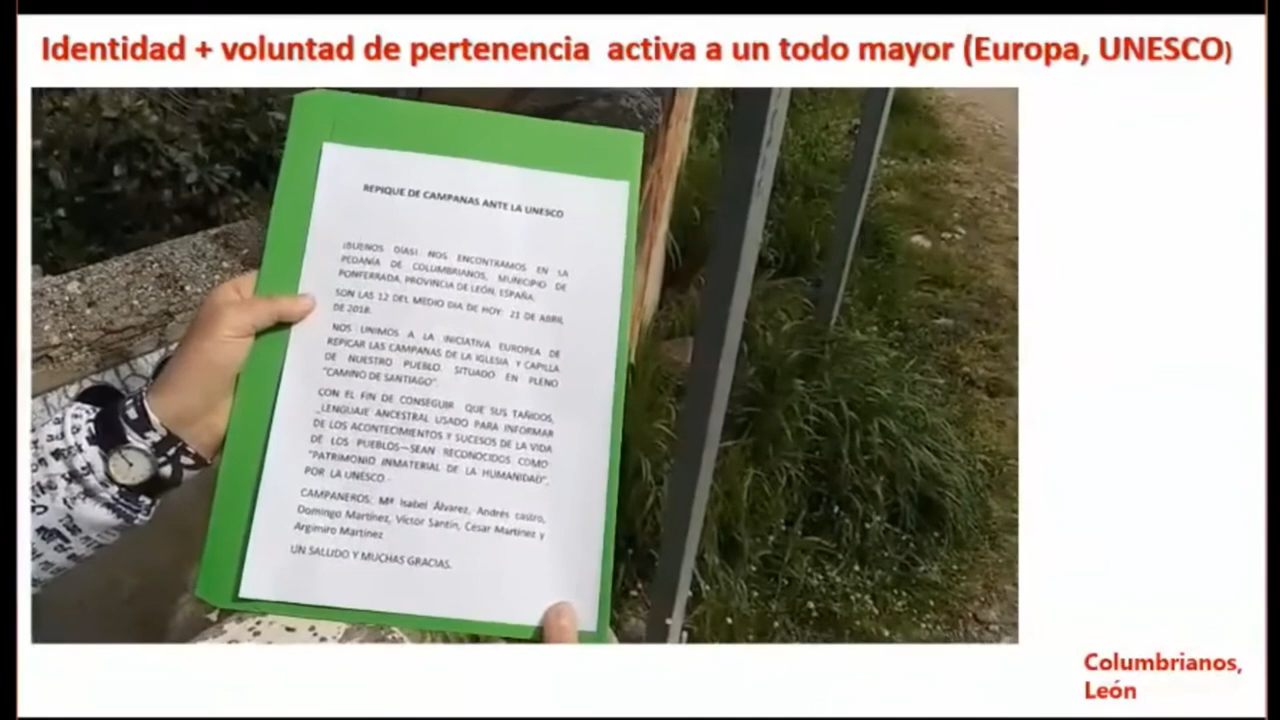 Identidad + voluntad de pertenencia activa a un todo mayor (Europa, UNESCO)
REPIQUE DE CAMPANAS ANTE LA UNESCO
¡BUENOS DÍAS! NOS ENCONTRAMOS EN LA
PEDANÍA DE COLUMBRIANOS, MUNICIPIO DE
PONFERRADA, PROVINCIA DE LEÓN, ESPAÑA.
SON LAS 12 DEL MEDIO DIA DE HOY: 21 DE ABRIL
DE 2018.
NOS UNIMOS A LA INICIATIVA EUROPEA DE
REPICAR LAS CAMPANAS DE LA IGLESIA Y CAPILLA
DE NUESTRO PUEBLO. SITUADO EN PLENO
"CAMINO DE SANTIAGO".
CON EL FIN DE CONSEGUIR QUE SUS TAÑIDOS,
_LENGUAJE ANCESTRAL USADO PARA INFORMAR
DE LOS ACONTECIMIENTOS Y SUCESOS DE LA VIDA
DE LOS PUEBLOS—SEAN RECONOCIDOS COMO
"PATRIMONIO INMATERIAL DE LA HUMANIDAD",
POR LA UNESCO.-
CAMPANEROS: Mª Isabel Álvarez, Andrés castro,
Domingo Martínez, Víctor Santín, César Martínez y
Argimiro Martínez
UN SALUDO Y MUCHAS GRACIAS.
Columbrianos,
León